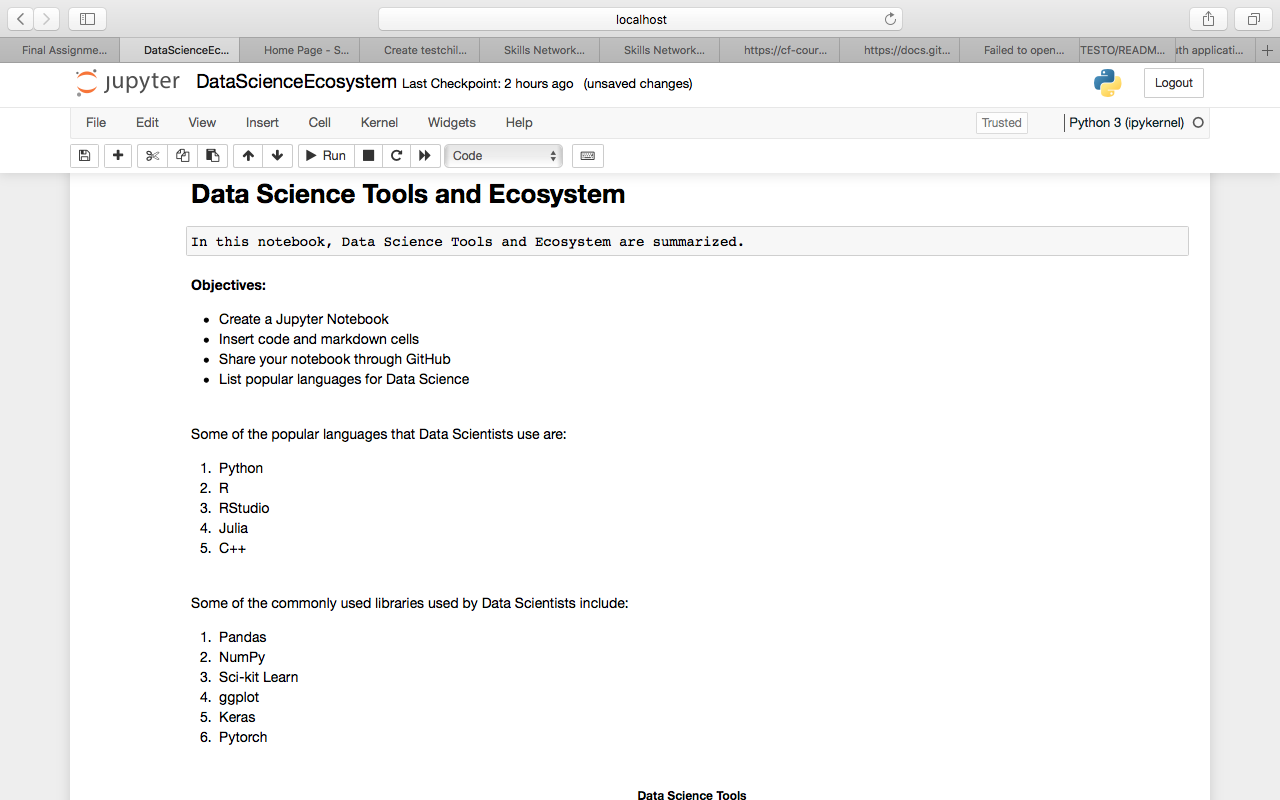 localhost
Final Assignme...
DataScienceEc...
Home Page - S...
Create testchil...
Skills Network...
Skills Network...
https://cf-cour...
https://docs.git...
Failed to open...
TESTO/READM...
uth applicati...
jupyter DataScienceEcosystem Last Checkpoint: 2 hours ago (unsaved changes)
Logout
File Edit View Insert Cell Kernel Widgets Help
Trusted
Python 3 (ipykernel)
Run
Code
Data Science Tools and Ecosystem
In this notebook, Data Science Tools and Ecosystem are summarized.
Objectives:
• Create a Jupyter Notebook
• Insert code and markdown cells
• Share your notebook through GitHub
• List popular languages for Data Science
Some of the popular languages that Data Scientists use are:
1. Python
2. R
3. RStudio
4. Julia
5. C++
Some of the commonly used libraries used by Data Scientists include:
1. Pandas
2. NumPy
3. Sci-kit Learn
4. ggplot
5. Keras
6. Pytorch
Data Science Tools